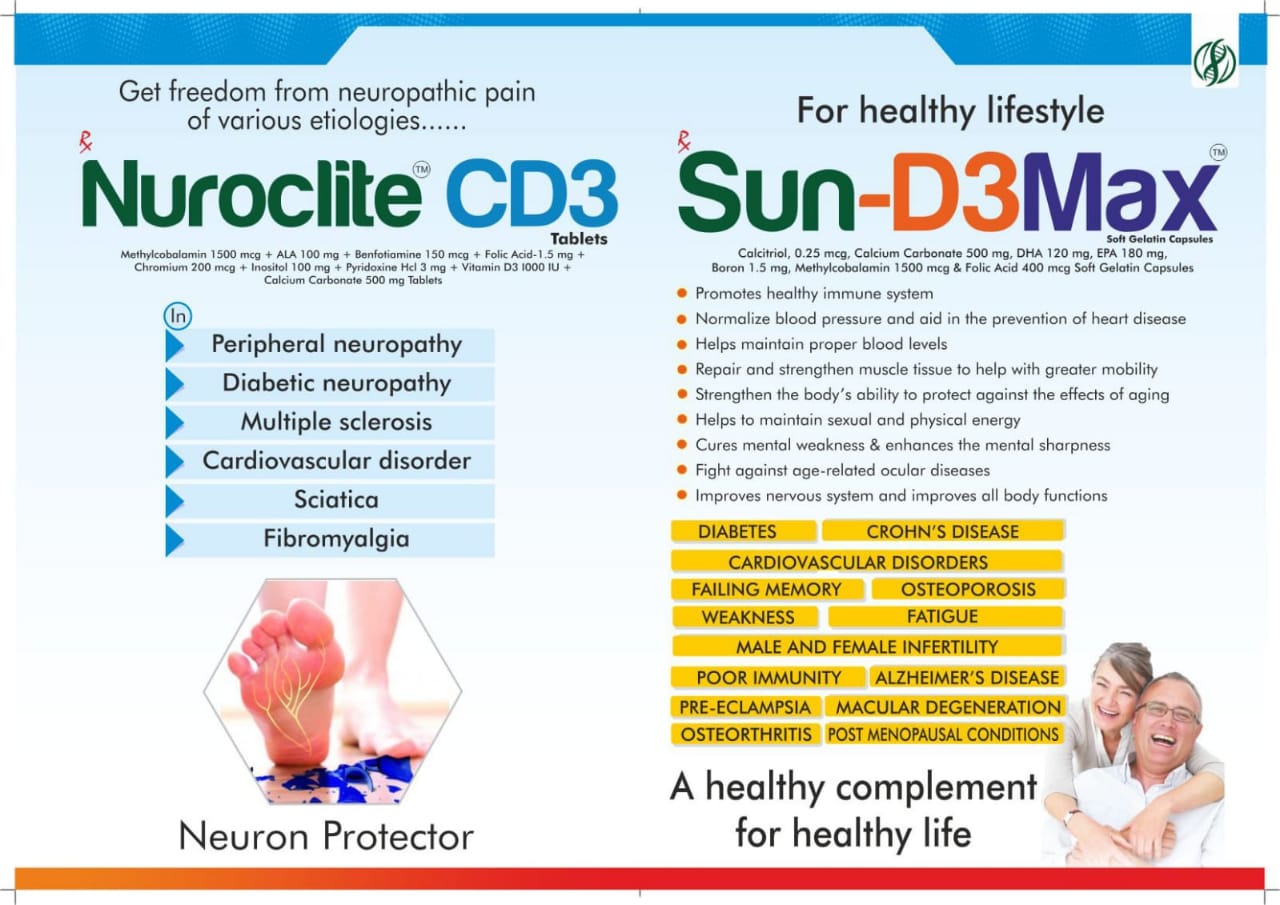 Get freedom from neuropathic pain
of various etiologies......
Rx
Nuroclite™ CD3
Tablets
Methylcobalamin 1500 mcg + ALA 100 mg + Benfotiamine 150 mcg + Folic Acid-1.5 mg +
Chromium 200 mcg + Inositol 100 mg + Pyridoxine Hcl 3 mg + Vitamin D3 1000 IU +
Calcium Carbonate 500 mg Tablets
In
Peripheral neuropathy
Diabetic neuropathy
Multiple sclerosis
Cardiovascular disorder
Sciatica
Fibromyalgia
Neuron Protector
For healthy lifestyle
Rx
Sun-D3Max™
Soft Gelatin Capsules
Calcitriol, 0.25 mcg, Calcium Carbonate 500 mg, DHA 120 mg, EPA 180 mg,
Boron 1.5 mg, Methylcobalamin 1500 mcg & Folic Acid 400 mcg Soft Gelatin Capsules
Promotes healthy immune system
Normalize blood pressure and aid in the prevention of heart disease
Helps maintain proper blood levels
Repair and strengthen muscle tissue to help with greater mobility
Strengthen the body's ability to protect against the effects of aging
Helps to maintain sexual and physical energy
Cures mental weakness & enhances the mental sharpness
Fight against age-related ocular diseases
Improves nervous system and improves all body functions
DIABETES CROHN'S DISEASE
CARDIOVASCULAR DISORDERS
FAILING MEMORY OSTEOPOROSIS
WEAKNESS FATIGUE
MALE AND FEMALE INFERTILITY
POOR IMMUNITY ALZHEIMER'S DISEASE
PRE-ECLAMPSIA MACULAR DEGENERATION
OSTEORTHRITIS POST MENOPAUSAL CONDITIONS
A healthy complement
for healthy life